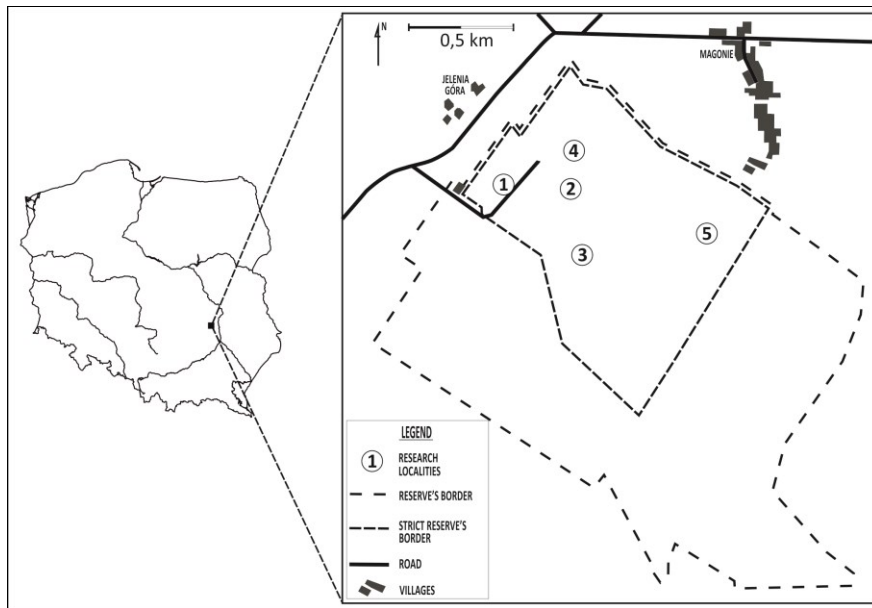 N
0,5 km
MAGONIE
JELENIA
GÓRA
4
1
2
5
3
LEGEND
1
RESEARCH
LOCALITIES
RESERVE'S BORDER
STRICT RESERVE'S
BORDER
ROAD
VILLAGES